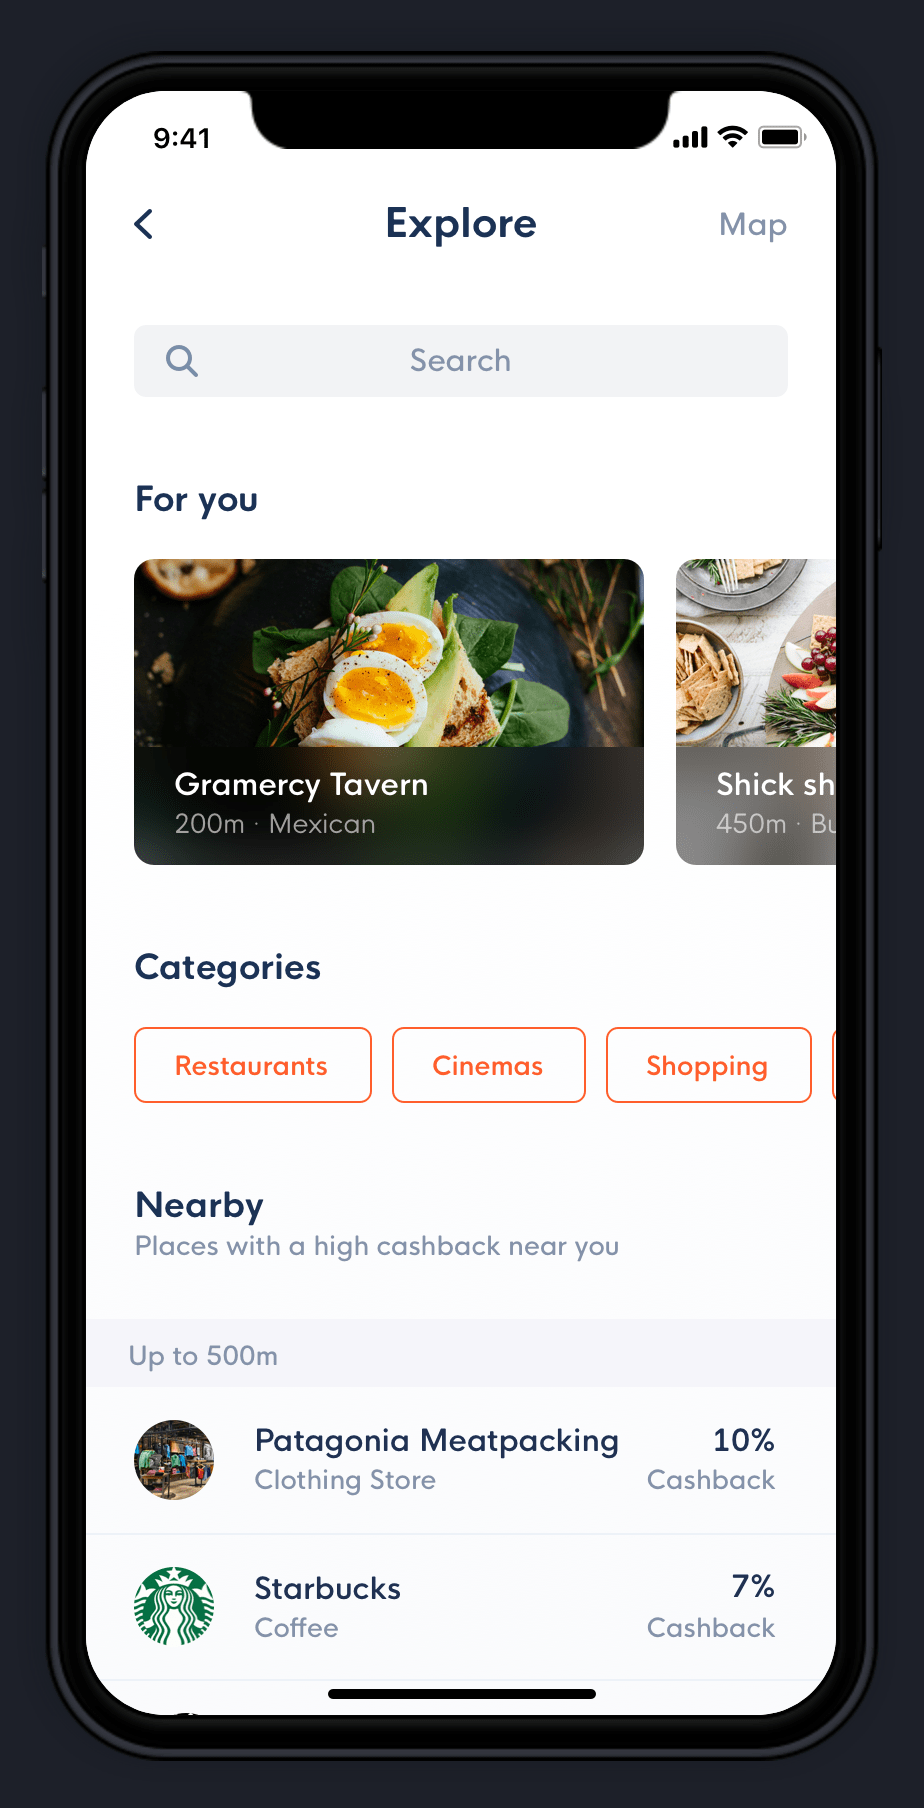 9:41
Explore
Map
Search
For you
Gramercy Tavern
200m · Mexican
Shick sh
450m · Bu
Categories
Restaurants
Cinemas
Shopping
Nearby
Places with a high cashback near you
Up to 500m
Patagonia Meatpacking
10%
Clothing Store
Cashback
Starbucks
7%
Coffee
Cashback